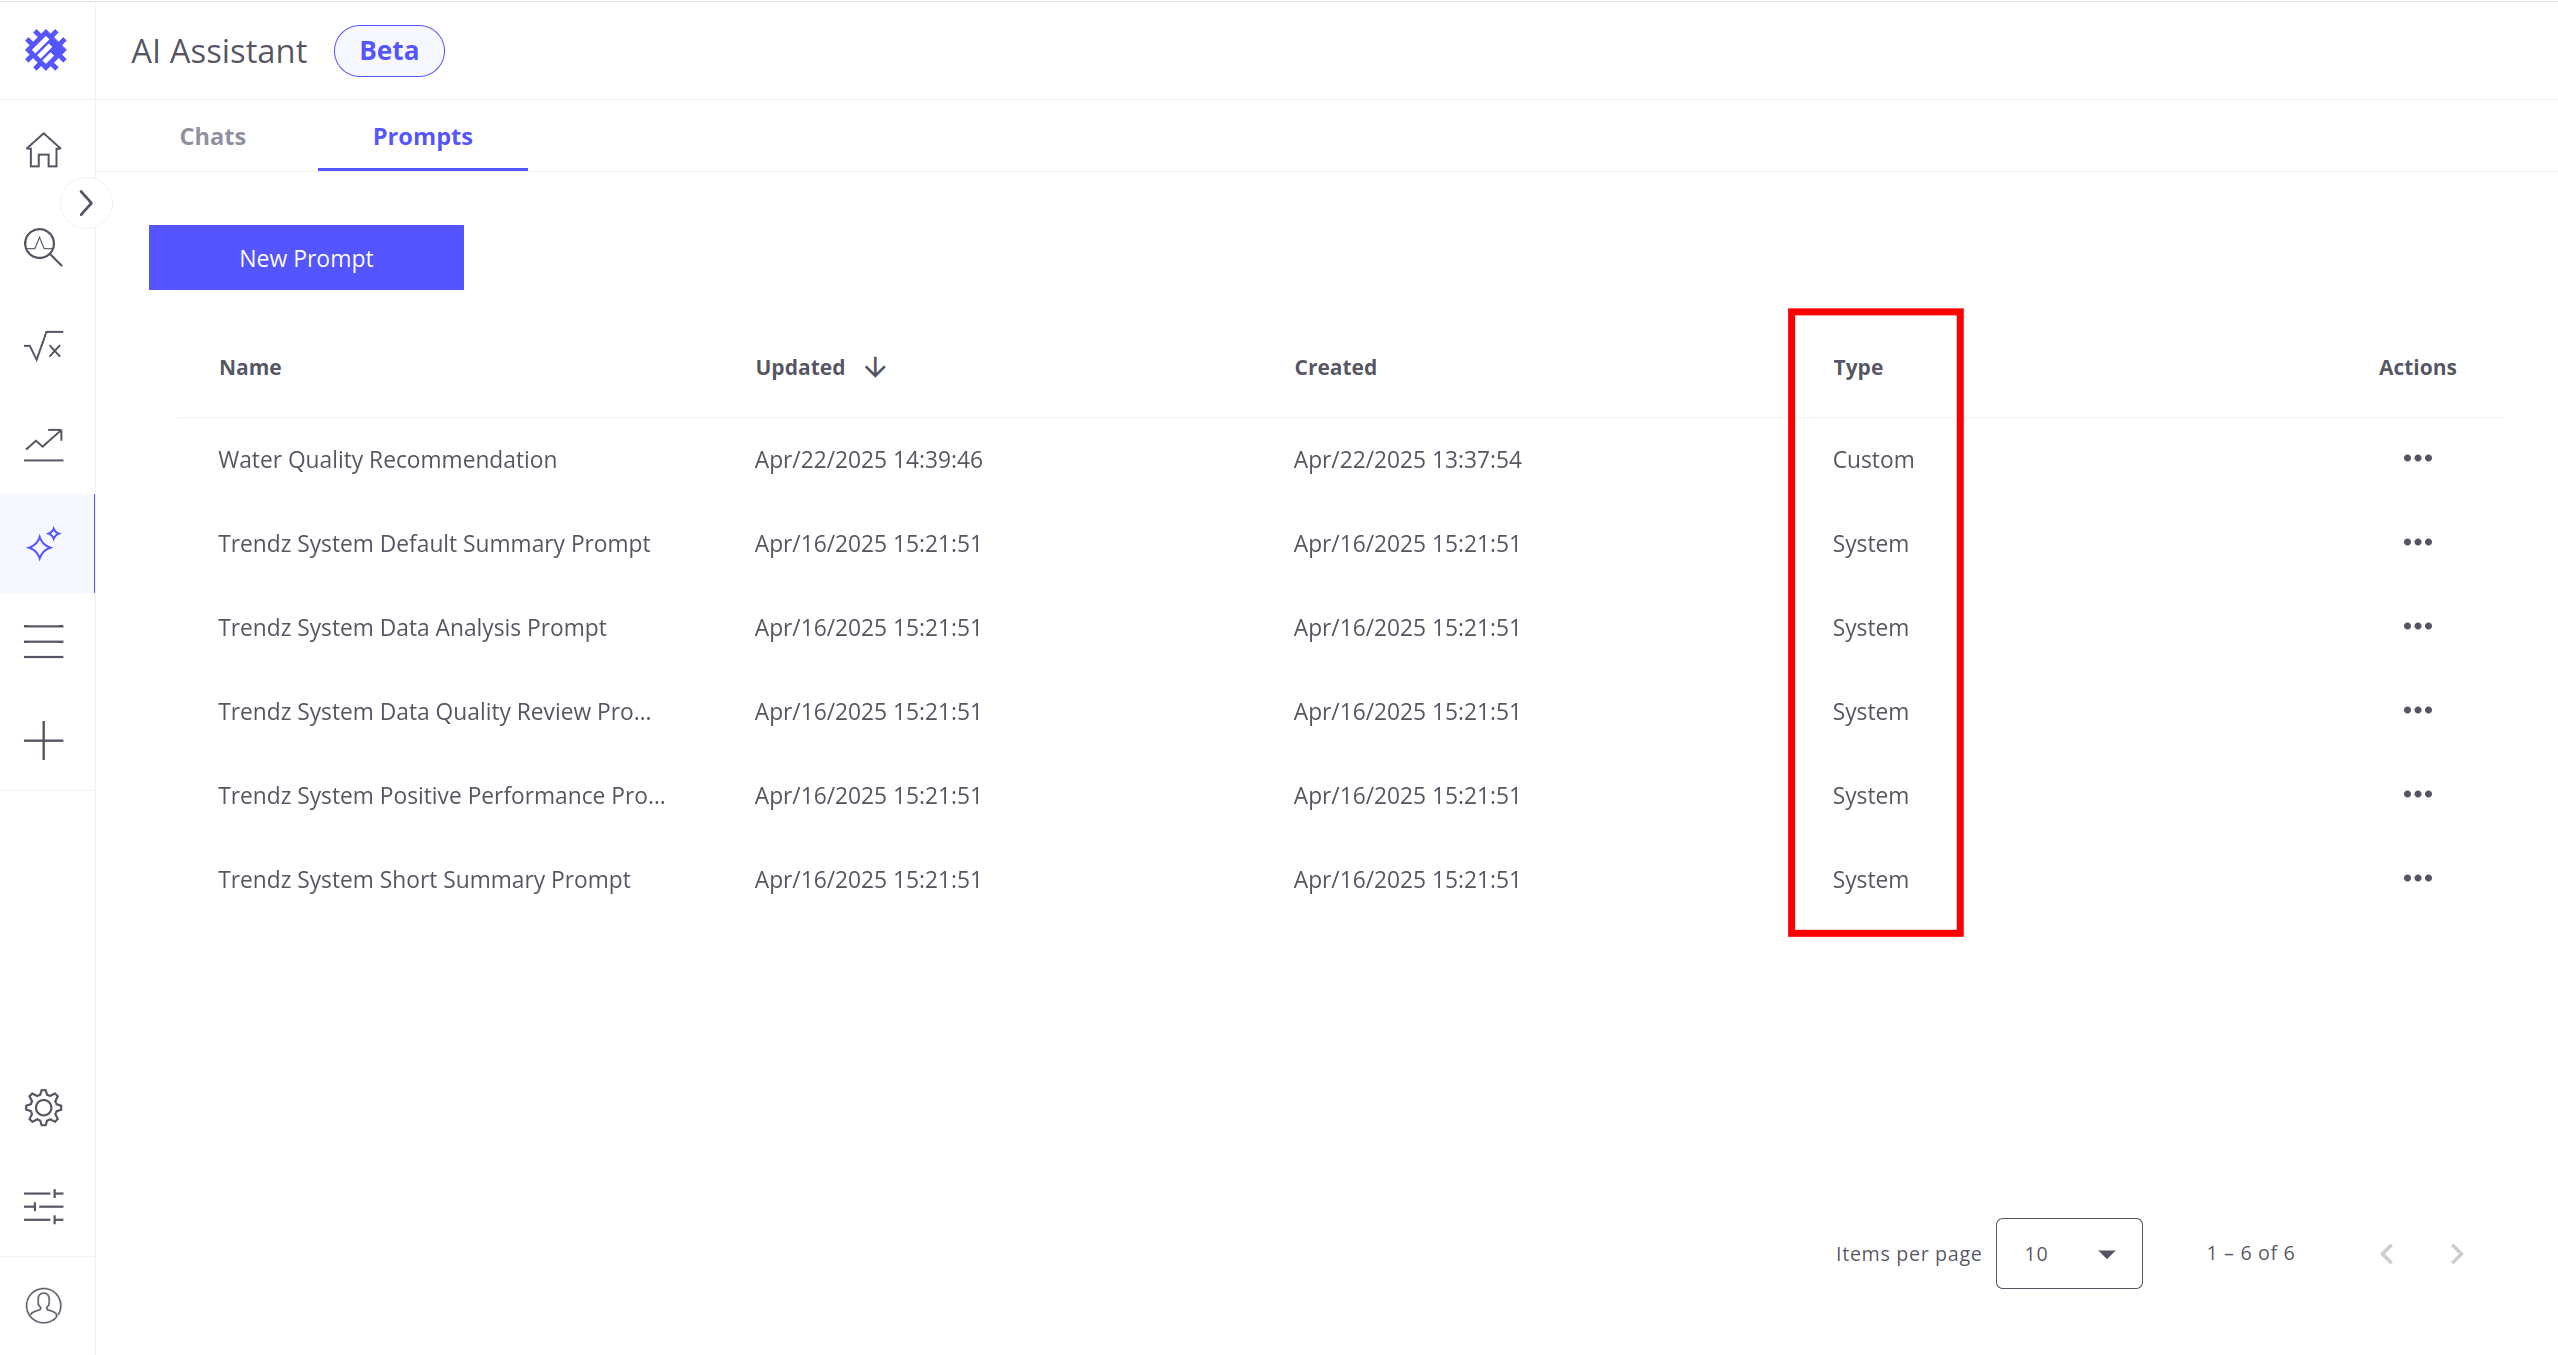 AI Assistant Beta
Chats Prompts
New Prompt
Name Updated Created Type Actions
Water Quality Recommendation Apr/22/2025 14:39:46 Apr/22/2025 13:37:54 Custom
Trendz System Default Summary Prompt Apr/16/2025 15:21:51 Apr/16/2025 15:21:51 System
Trendz System Data Analysis Prompt Apr/16/2025 15:21:51 Apr/16/2025 15:21:51 System
Trendz System Data Quality Review Pro... Apr/16/2025 15:21:51 Apr/16/2025 15:21:51 System
Trendz System Positive Performance Pro... Apr/16/2025 15:21:51 Apr/16/2025 15:21:51 System
Trendz System Short Summary Prompt Apr/16/2025 15:21:51 Apr/16/2025 15:21:51 System
Items per page 10 1 – 6 of 6